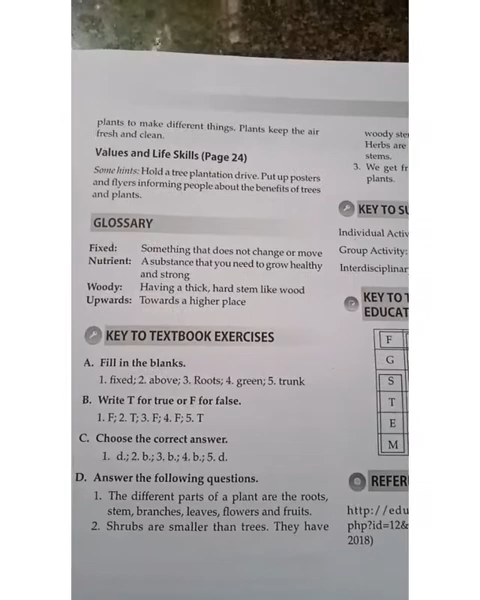 plants to make different things. Plants keep the air
fresh and clean.
Values and Life Skills (Page 24)
Some hints: Hold a tree plantation drive. Put up posters
and flyers informing people about the benefits of trees
and plants.
GLOSSARY
Fixed: Something that does not change or move
Nutrient: A substance that you need to grow healthy
and strong
Woody: Having a thick, hard stem like wood
Upwards: Towards a higher place
KEY TO TEXTBOOK EXERCISES
A. Fill in the blanks.
1. fixed; 2. above; 3. Roots; 4. green; 5. trunk
B. Write T for true or F for false.
1. F; 2. T; 3. F; 4. F; 5. T
C. Choose the correct answer.
1. d.; 2. b.; 3. b.; 4. b.; 5. d.
D. Answer the following questions.
1. The different parts of a plant are the roots,
stem, branches, leaves, flowers and fruits.
2. Shrubs are smaller than trees. They have
woody ste
Herbs are
stems.
3. We get fr
plants.
KEY TO SU
Individual Activ
Group Activity:
Interdisciplinar
KEY TO T
EDUCAT
F
G
S
T
E
M
REFER
http://edu
php?id=12&
2018)